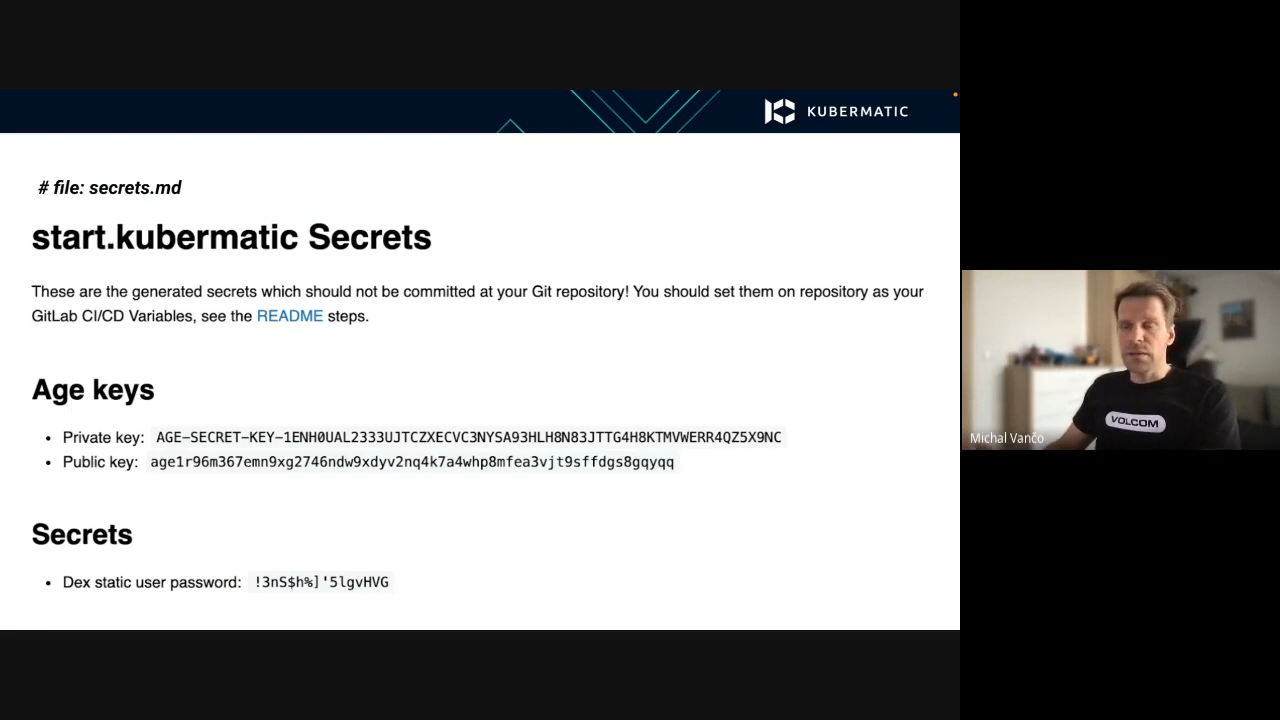 KUBERMATIC
# file: secrets.md
start.kubermatic Secrets
These are the generated secrets which should not be committed at your Git repository! You should set them on repository as your
GitLab CI/CD Variables, see the README steps.
Age keys
• Private key: AGE-SECRET-KEY-1ENH0UAL2333UJTCZXECVC3NYSA93HLH8N83JTTG4H8KTMVWERR4QZ5X9NC
• Public key: age1r96m367emn9xg2746ndw9xdyv2nq4k7a4whp8mfea3vjt9sffdgs8gqyqq
Secrets
• Dex static user password: !3nS$h%]'5lgvHVG
VOLCOM
Michal Vančo